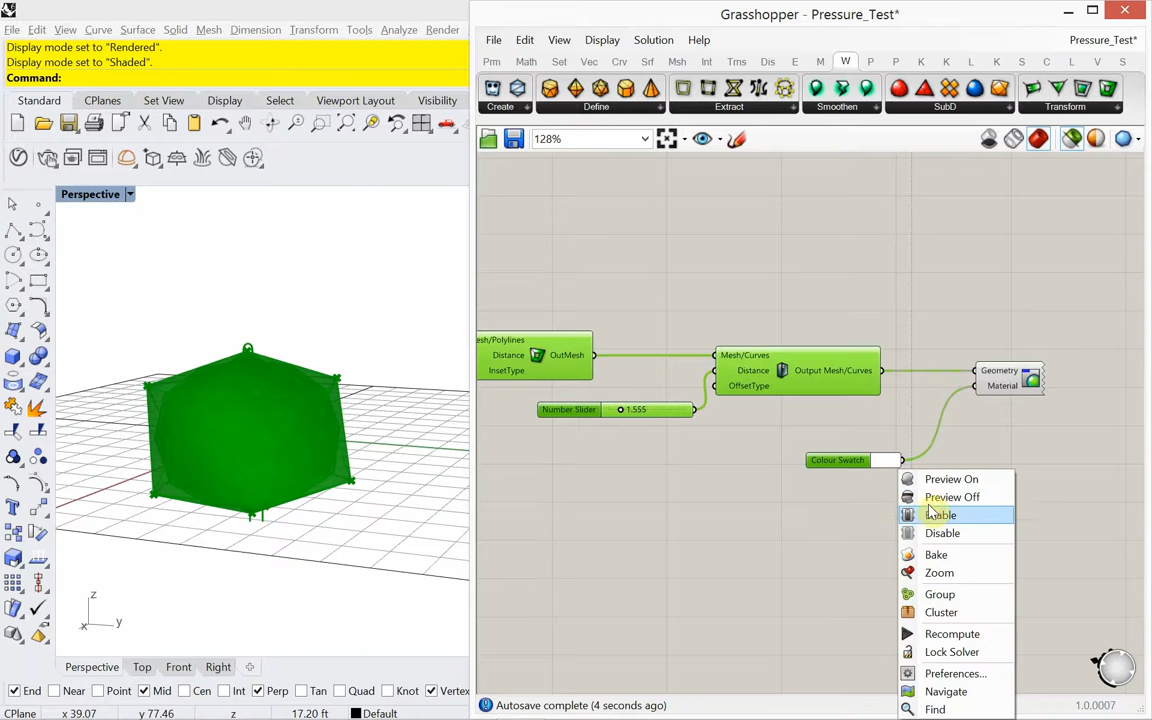 File Edit View Curve Surface Solid Mesh Dimension Transform Tools Analyze Render
Display mode set to "Rendered".
Display mode set to "Shaded".
Command:
Standard CPlanes Set View Display Select Viewport Layout Visibility
Perspective
z
x y
Perspective Top Front Right
End Near Point Mid Cen Int Perp Tan Quad Knot Vertex
CPlane x 39.07 y 77.46 z 17.20 ft Default
Grasshopper - Pressure_Test*
File Edit View Display Solution Help Pressure_Test*
Prm Math Set Vec Crv Srf Msh Int Trns Dis E M W P P M K K S C L V S
Create Define Extract Smoothen SubD Transform
128%
esh/Polylines
Distance OutMesh
InsetType
Mesh/Curves
Distance Output Mesh/Curves
OffsetType
Geometry
Material
Number Slider 1.555
Colour Swatch
Preview On
Preview Off
Disable
Bake
Zoom
Group
Cluster
Recompute
Lock Solver
Preferences...
Navigate
Find
Autosave complete (4 seconds ago) 1.0.0007